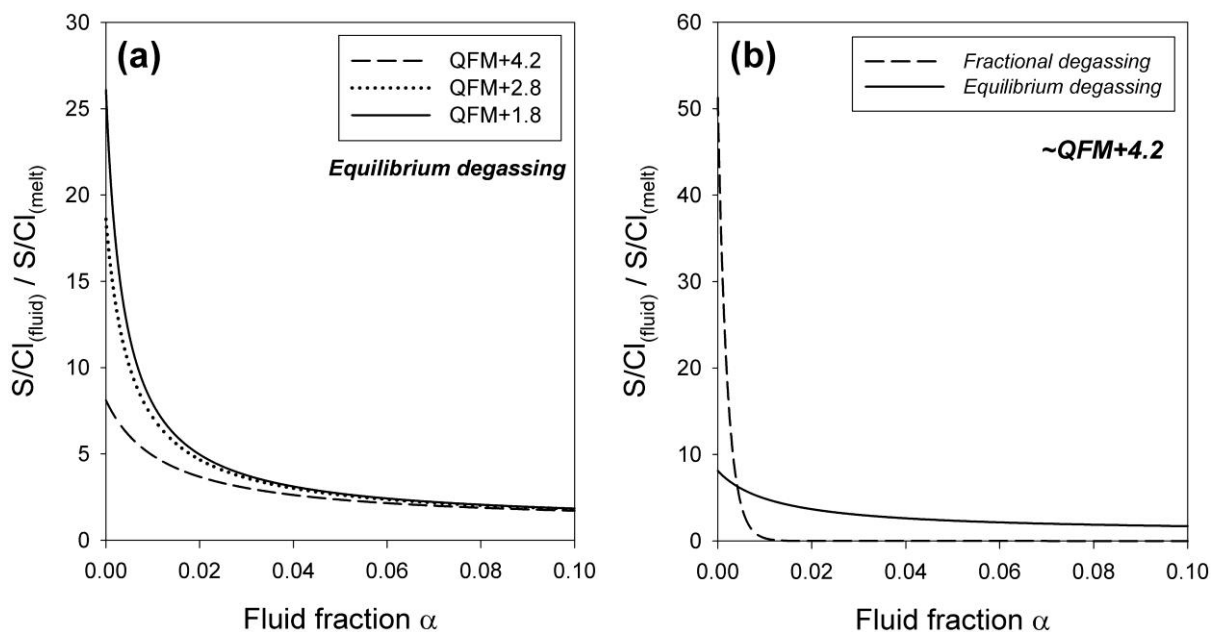 (a)
30
25
20
15
10
5
0
S/Cl(fluid) / S/Cl(melt)
QFM+4.2
QFM+2.8
QFM+1.8
Equilibrium degassing
0.00 0.02 0.04 0.06 0.08 0.10
Fluid fraction α
(b)
60
50
40
30
20
10
0
S/Cl(fluid) / S/Cl(melt)
Fractional degassing
Equilibrium degassing
~QFM+4.2
0.00 0.02 0.04 0.06 0.08 0.10
Fluid fraction α